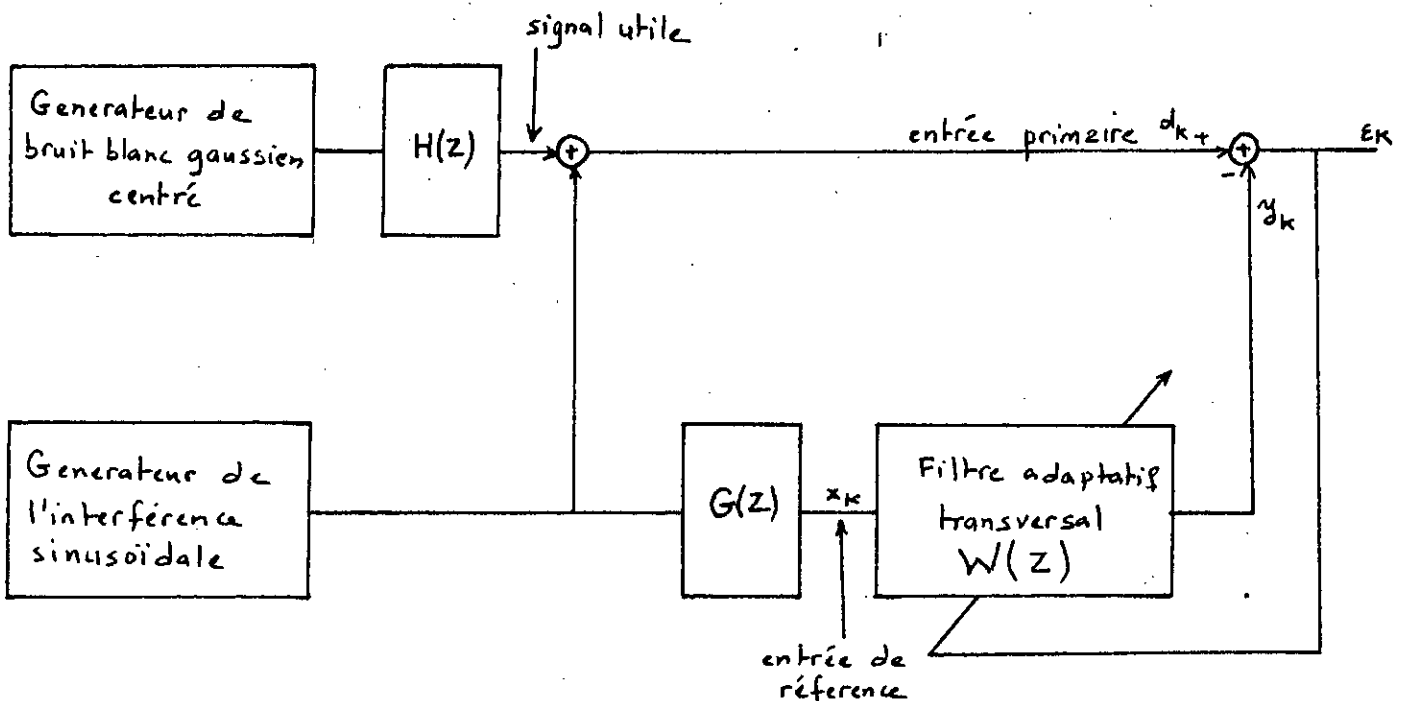 signal utile
Generateur de
bruit blanc gaussien
centré
H(z)
+
entrée primaire dk +
+
εk
-
yk
Generateur de
l'interférence
sinusoïdale
G(z)
xk
Filtre adaptatif
transversal
W(z)
entrée de
réference